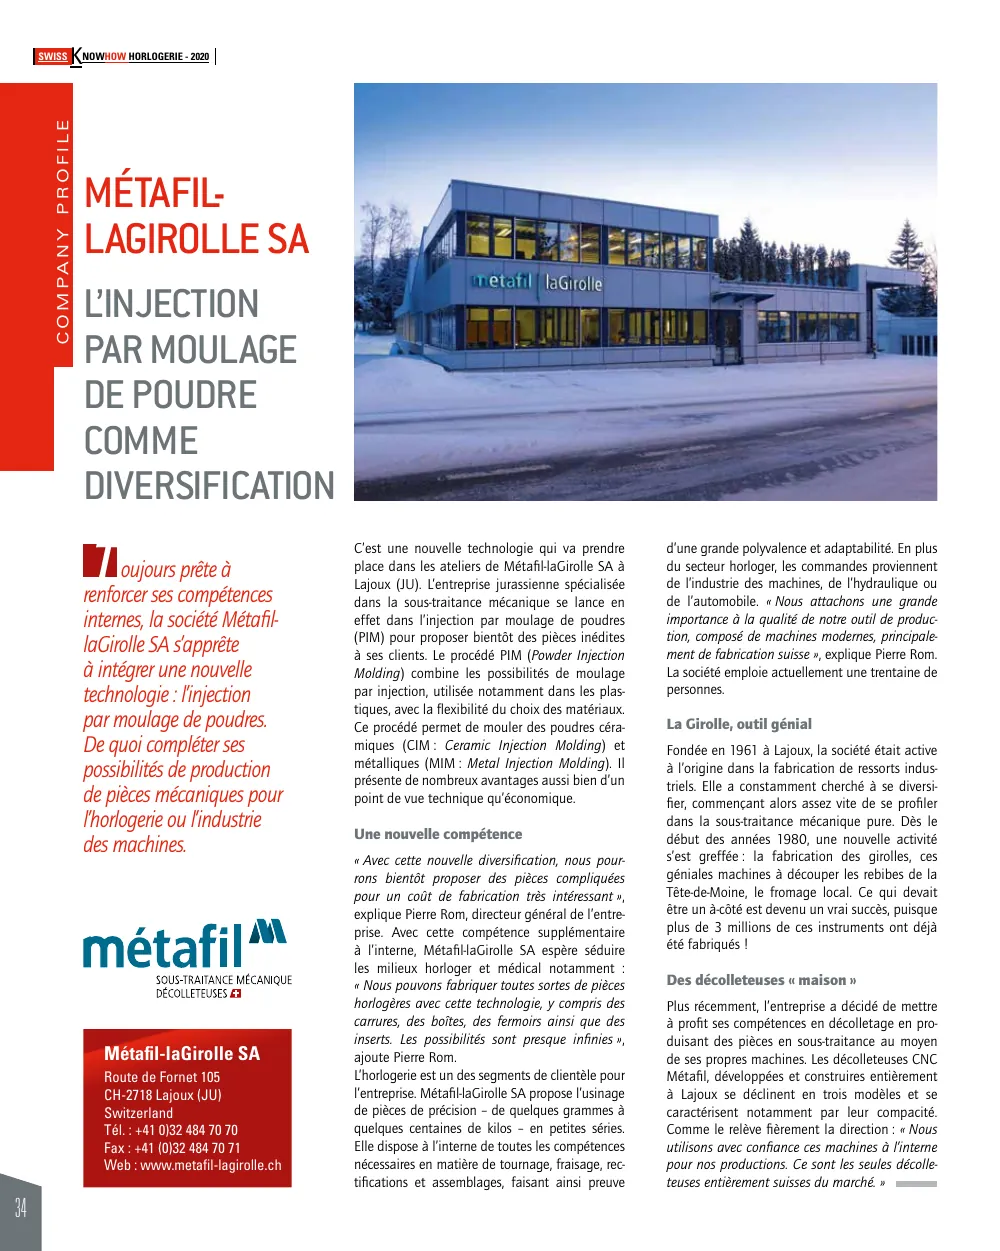 SWISS KNOWHOW HORLOGERIE - 2020
COMPANY PROFILE
MÉTAFIL-
LAGIROLLE SA
L'INJECTION
PAR MOULAGE
DE POUDRE
COMME
DIVERSIFICATION
metafil laGirolle
Toujours prête à
renforcer ses compétences
internes, la société Métafil-
laGirolle SA s'apprête
à intégrer une nouvelle
technologie : l'injection
par moulage de poudres.
De quoi compléter ses
possibilités de production
de pièces mécaniques pour
l'horlogerie ou l'industrie
des machines.
métafil
SOUS-TRAITANCE MÉCANIQUE
DÉCOLLETEUSES
Métafil-laGirolle SA
Route de Fornet 105
CH-2718 Lajoux (JU)
Switzerland
Tél. : +41 0)32 484 70 70
Fax : +41 (0)32 484 70 71
Web : www.metafil-lagirolle.ch
C'est une nouvelle technologie qui va prendre
place dans les ateliers de Métafil-laGirolle SA à
Lajoux (JU). L'entreprise jurassienne spécialisée
dans la sous-traitance mécanique se lance en
effet dans l'injection par moulage de poudres
(PIM) pour proposer bientôt des pièces inédites
à ses clients. Le procédé PIM (Powder Injection
Molding) combine les possibilités de moulage
par injection, utilisée notamment dans les plas-
tiques, avec la flexibilité du choix des matériaux.
Ce procédé permet de mouler des poudres céra-
miques (CIM : Ceramic Injection Molding) et
métalliques (MIM : Metal Injection Molding). Il
présente de nombreux avantages aussi bien d'un
point de vue technique qu'économique.
Une nouvelle compétence
« Avec cette nouvelle diversification, nous pour-
rons bientôt proposer des pièces compliquées
pour un coût de fabrication très intéressant »,
explique Pierre Rom, directeur général de l'entre-
prise. Avec cette compétence supplémentaire
à l'interne, Métafil-laGirolle SA espère séduire
les milieux horloger et médical notamment :
« Nous pouvons fabriquer toutes sortes de pièces
horlogères avec cette technologie, y compris des
carrures, des boîtes, des fermoirs ainsi que des
inserts. Les possibilités sont presque infinies »,
ajoute Pierre Rom.
L'horlogerie est un des segments de clientèle pour
l'entreprise. Métafil-laGirolle SA propose l'usinage
de pièces de précision – de quelques grammes à
quelques centaines de kilos – en petites séries.
Elle dispose à l'interne de toutes les compétences
nécessaires en matière de tournage, fraisage, rec-
tifications et assemblages, faisant ainsi preuve
d'une grande polyvalence et adaptabilité. En plus
du secteur horloger, les commandes proviennent
de l'industrie des machines, de l'hydraulique ou
de l'automobile. « Nous attachons une grande
importance à la qualité de notre outil de produc-
tion, composé de machines modernes, principale-
ment de fabrication suisse », explique Pierre Rom.
La société emploie actuellement une trentaine de
personnes.
La Girolle, outil génial
Fondée en 1961 à Lajoux, la société était active
à l'origine dans la fabrication de ressorts indus-
triels. Elle a constamment cherché à se diversi-
fier, commençant alors assez vite de se profiler
dans la sous-traitance mécanique pure. Dès le
début des années 1980, une nouvelle activité
s'est greffée : la fabrication des girolles, ces
géniales machines à découper les rebibes de la
Tête-de-Moine, le fromage local. Ce qui devait
être un à-côté est devenu un vrai succès, puisque
plus de 3 millions de ces instruments ont déjà
été fabriqués !
Des décolleteuses « maison »
Plus récemment, l'entreprise a décidé de mettre
à profit ses compétences en décolletage en pro-
duisant des pièces en sous-traitance au moyen
de ses propres machines. Les décolleteuses CNC
Métafil, développées et construires entièrement
à Lajoux se déclinent en trois modèles et se
caractérisent notamment par leur compacité.
Comme le relève fièrement la direction : « Nous
utilisons avec confiance ces machines à l'interne
pour nos productions. Ce sont les seules décolle-
teuses entièrement suisses du marché. »
34